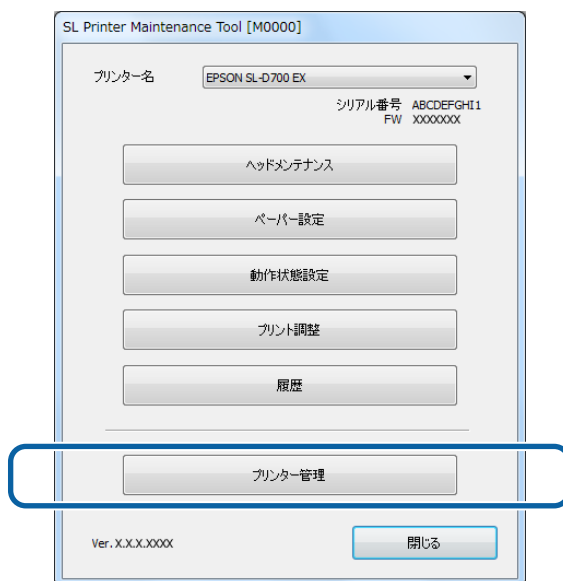 SL Printer Maintenance Tool [M0000]
プリンター名 EPSON SL-D700 EX
シリアル番号 ABCDEFGHI1
FW XXXXXXX
ヘッドメンテナンス
ペーパー設定
動作状態設定
プリント調整
履歴
プリンター管理
Ver.X.X.X.XXXX 閉じる